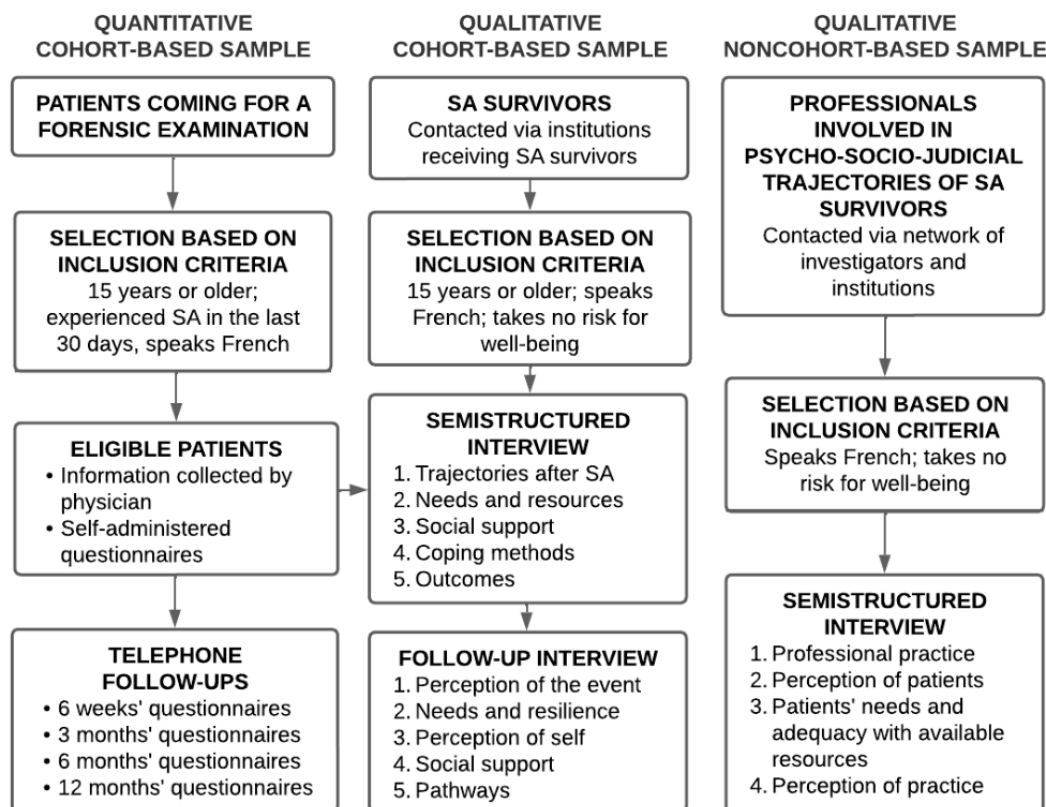 QUANTITATIVE
COHORT-BASED SAMPLE
PATIENTS COMING FOR A
FORENSIC EXAMINATION
SELECTION BASED ON
INCLUSION CRITERIA
15 years or older;
experienced SA in the last
30 days, speaks French
ELIGIBLE PATIENTS
• Information collected by
physician
• Self-administered
questionnaires
TELEPHONE
FOLLOW-UPS
• 6 weeks' questionnaires
• 3 months' questionnaires
• 6 months' questionnaires
• 12 months' questionnaires
QUALITATIVE
COHORT-BASED SAMPLE
SA SURVIVORS
Contacted via institutions
receiving SA survivors
SELECTION BASED ON
INCLUSION CRITERIA
15 years or older; speaks
French; takes no risk for
well-being
SEMISTRUCTURED
INTERVIEW
1. Trajectories after SA
2. Needs and resources
3. Social support
4. Coping methods
5. Outcomes
FOLLOW-UP INTERVIEW
1. Perception of the event
2. Needs and resilience
3. Perception of self
4. Social support
5. Pathways
QUALITATIVE
NONCOHORT-BASED SAMPLE
PROFESSIONALS
INVOLVED IN
PSYCHO-SOCIO-JUDICIAL
TRAJECTORIES OF SA
SURVIVORS
Contacted via network of
investigators and
institutions
SELECTION BASED ON
INCLUSION CRITERIA
Speaks French; takes no
risk for well-being
SEMISTRUCTURED
INTERVIEW
1. Professional practice
2. Perception of patients
3. Patients' needs and
adequacy with available
resources
4. Perception of practice